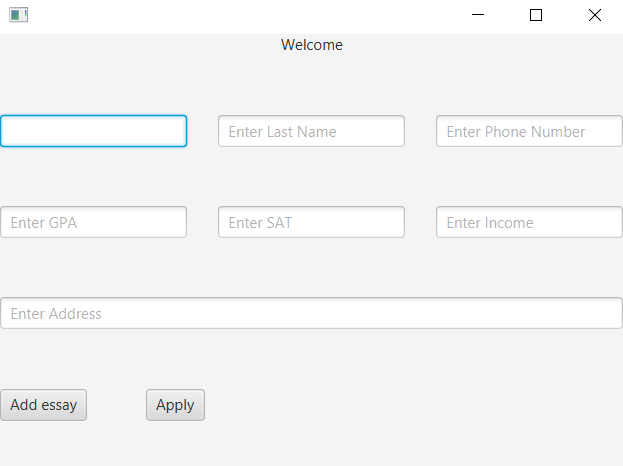 Welcome
Enter Last Name Enter Phone Number
Enter GPA Enter SAT Enter Income
Enter Address
Add essay Apply